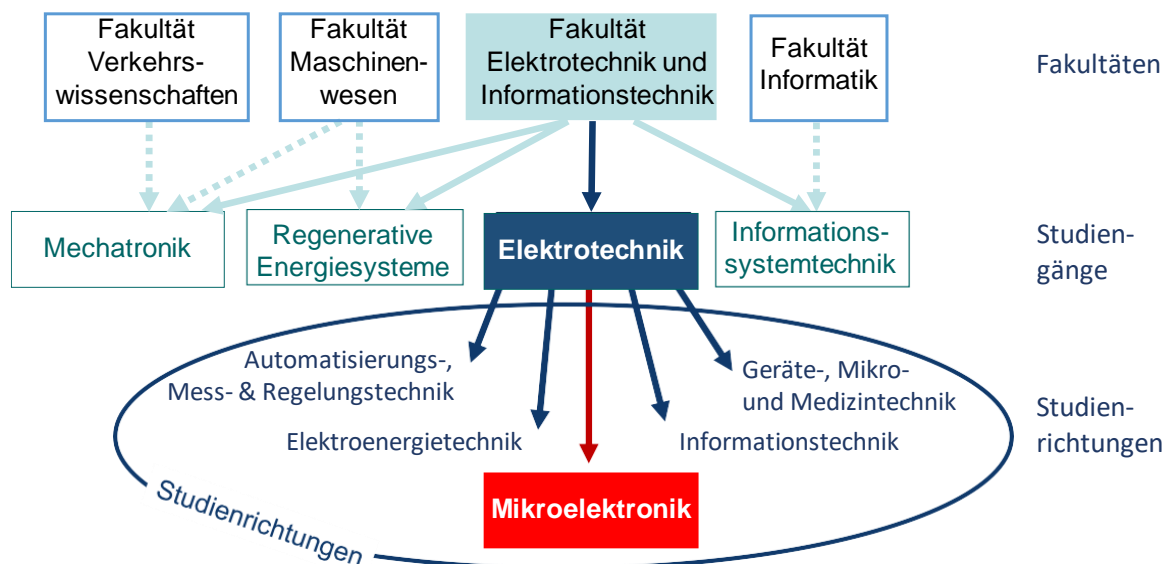 Fakultät
Verkehrs-
wissenschaften
Fakultät
Maschinen-
wesen
Fakultät
Elektrotechnik und
Informationstechnik
Fakultät
Informatik
Fakultäten
Mechatronik
Regenerative
Energiesysteme
Elektrotechnik
Informations-
systemtechnik
Studien-
gänge
Automatisierungs-,
Mess- & Regelungstechnik
Geräte-, Mikro-
und Medizintechnik
Elektroenergietechnik
Informationstechnik
Studien-
richtungen
Mikroelektronik
Studienrichtungen